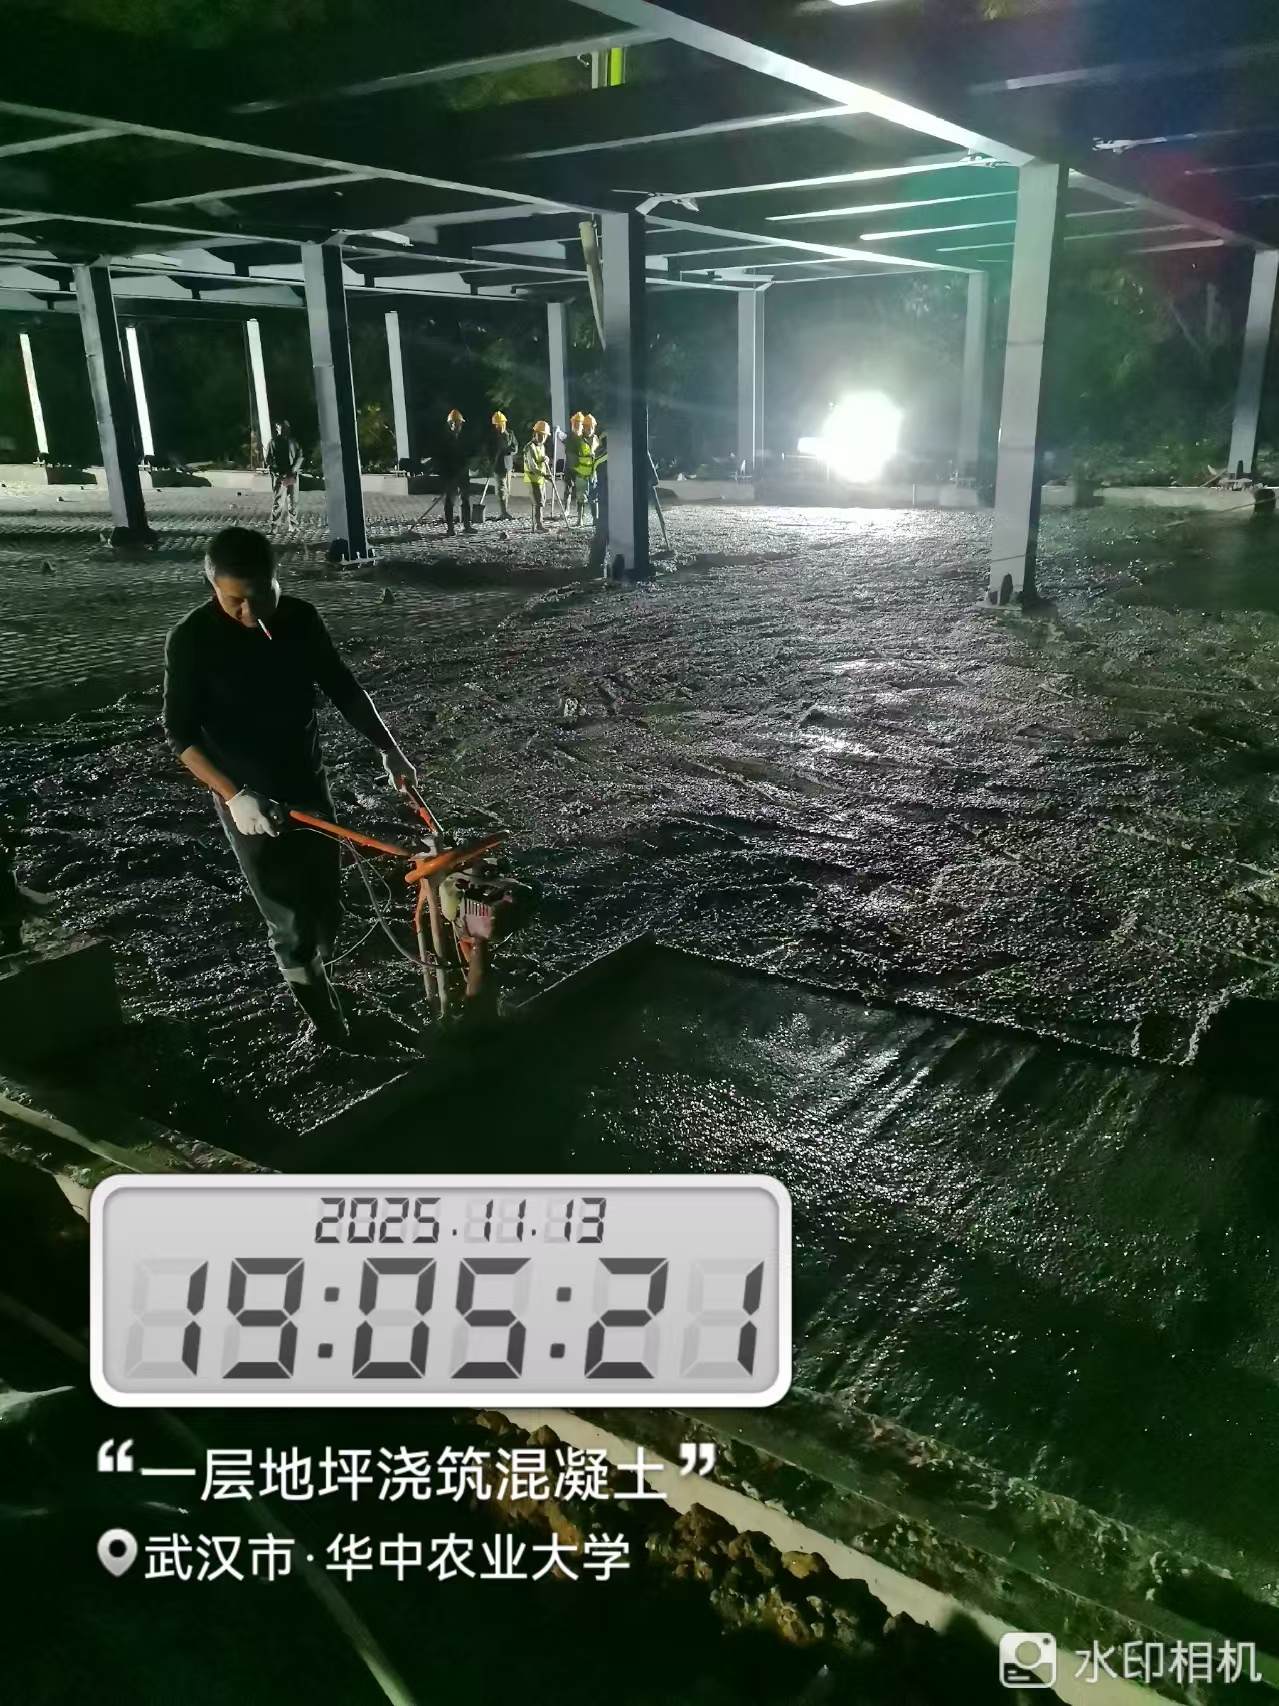 2025.11.13
19:05:21
“一层地坪浇筑混凝土”
武汉市·华中农业大学
水印相机